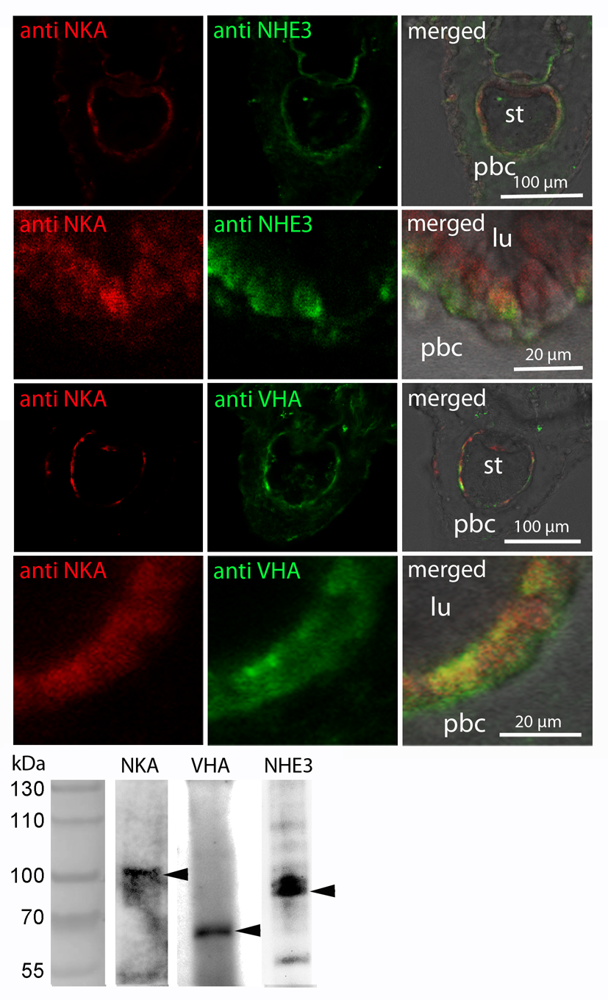 anti NKA anti NHE3 merged
st
pbc
100 µm
anti NKA anti NHE3 merged
lu
pbc
20 µm
anti NKA anti VHA merged
st
pbc
100 µm
anti NKA anti VHA merged
lu
pbc
20 µm
kDa NKA VHA NHE3
130
110
100
70
55